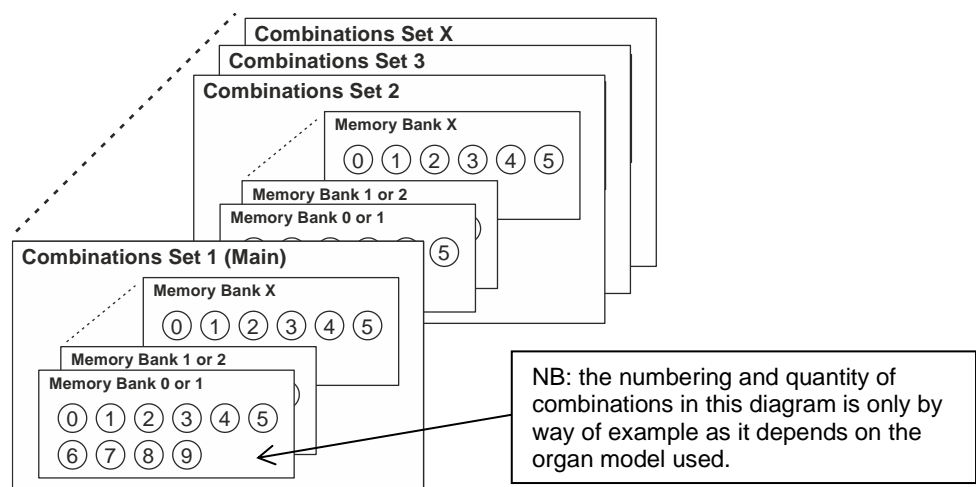 Combinations Set X
Combinations Set 3
Combinations Set 2
Memory Bank X
0 1 2 3 4 5
Memory Bank 1 or 2
Memory Bank 0 or 1
5
Combinations Set 1 (Main)
Memory Bank X
0 1 2 3 4 5
Memory Bank 1 or 2
Memory Bank 0 or 1
0 1 2 3 4 5
6 7 8 9
NB: the numbering and quantity of
combinations in this diagram is only by
way of example as it depends on the
organ model used.